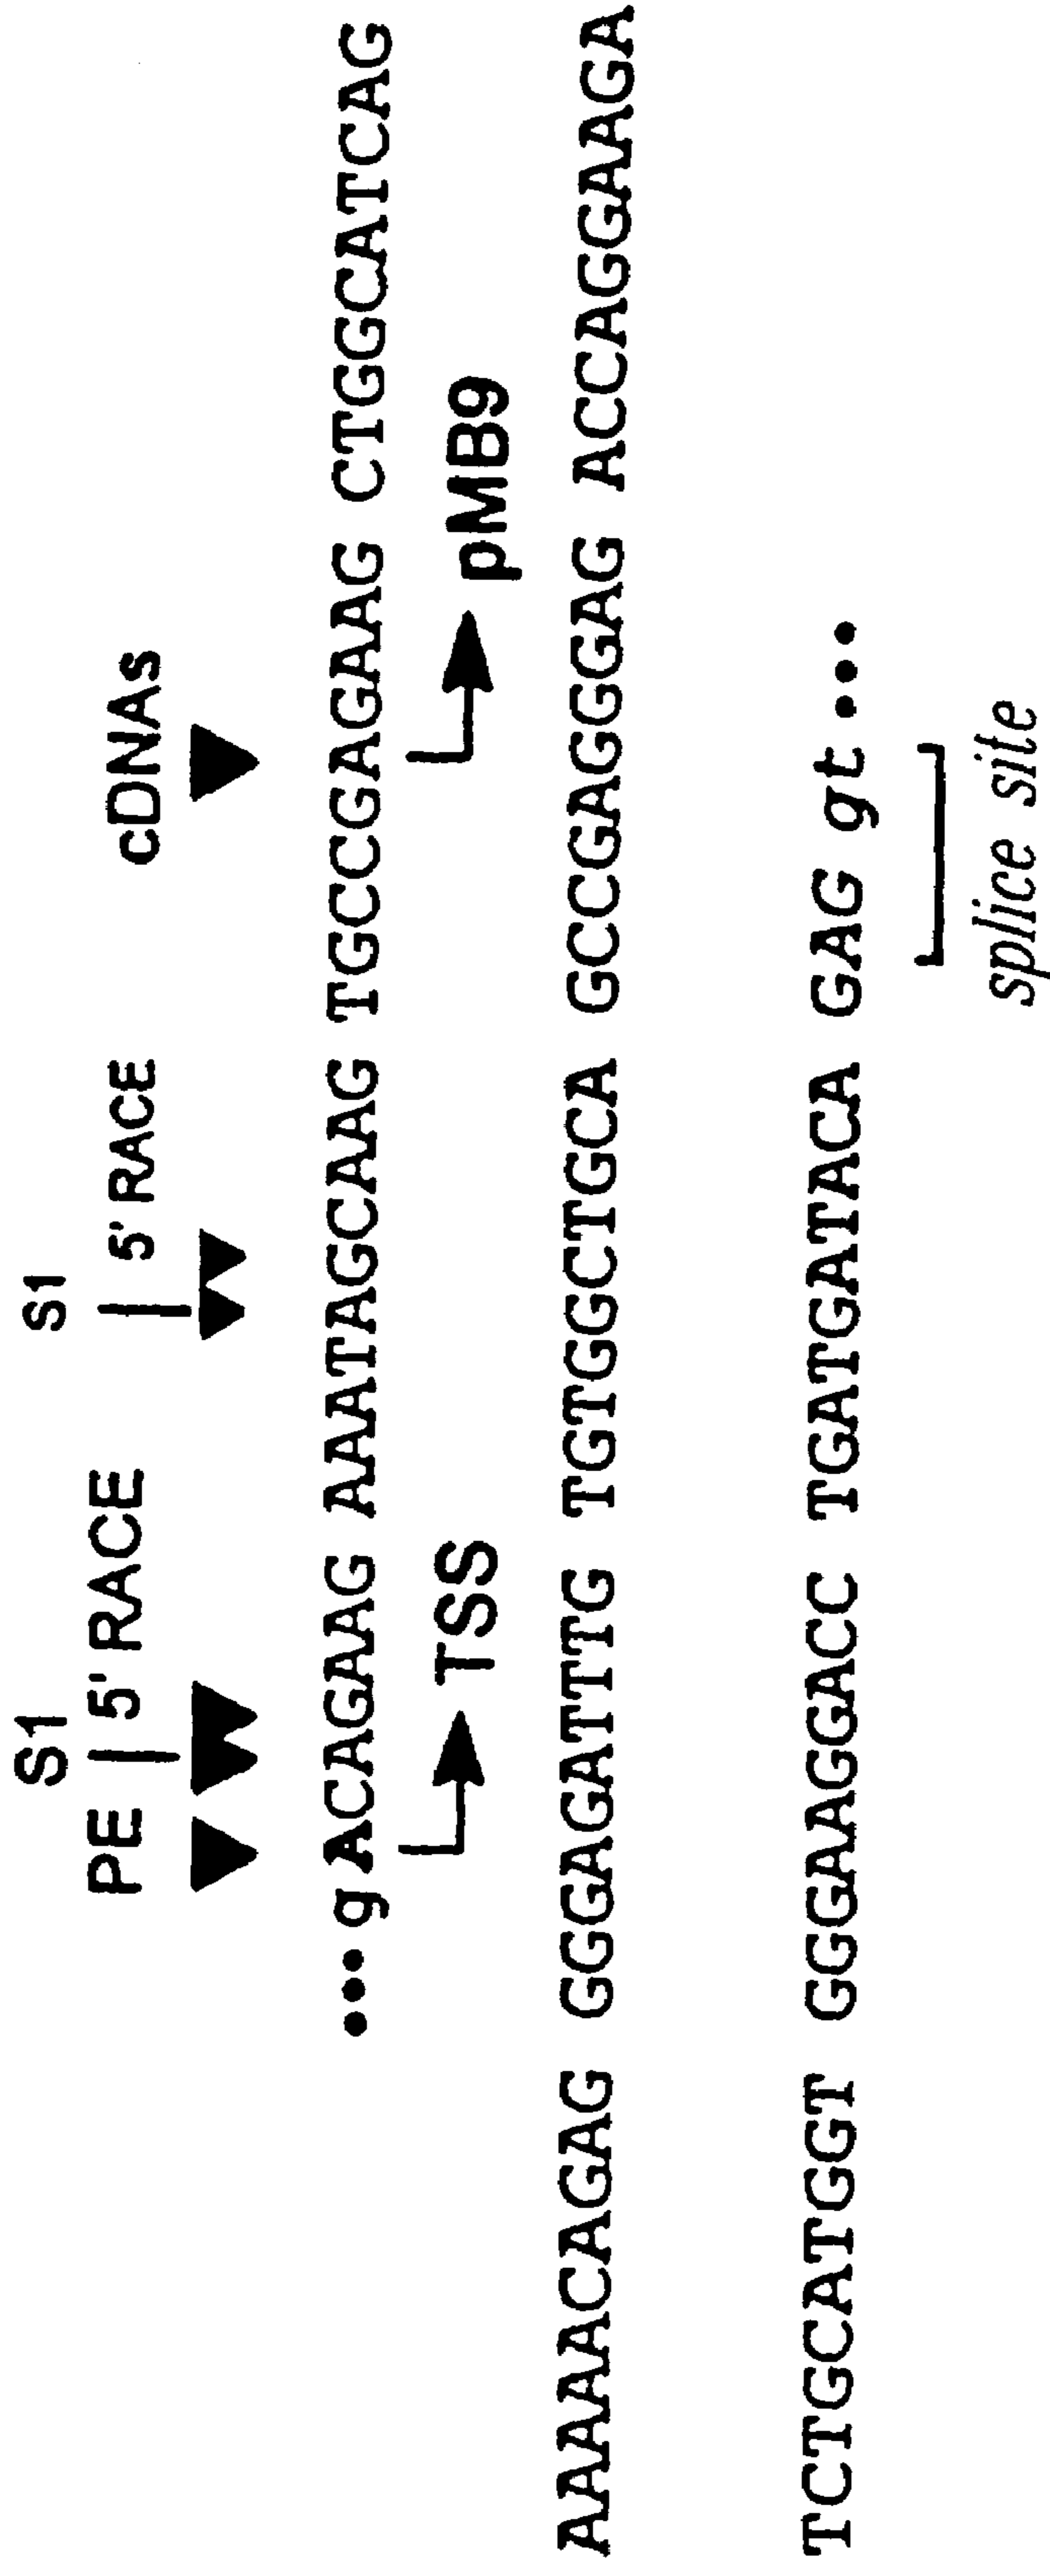 S1 S1
PE 5' RACE 5' RACE cDNAs
••• g ACAGAAG AAATAGCAAG TGCCGAGAAG CTGGCATCAG
TSS pMB9
AAAACAGAG GGGAGATTTG TGTGGCTGCA GCCGAGGGAG ACCAGGAAGA
TCTGCATGGT GGGAAGGACC TGATGATACA GAG gt •••
splice site